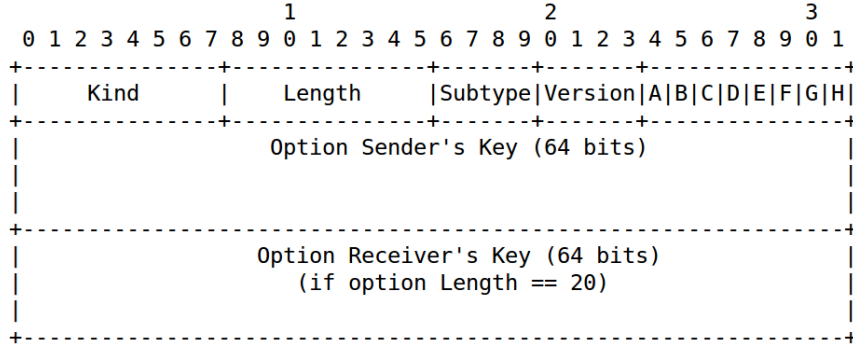 1 2 3
0 1 2 3 4 5 6 7 8 9 0 1 2 3 4 5 6 7 8 9 0 1 2 3 4 5 6 7 8 9 0 1
+---------------+---------------+-------+-------+---------------+
| Kind | Length |Subtype|Version|A|B|C|D|E|F|G|H|
+---------------+---------------+-------+-------+---------------+
| Option Sender's Key (64 bits) |
| |
| |
+---------------------------------------------------------------+
| Option Receiver's Key (64 bits) |
| (if option Length == 20) |
| |
+---------------------------------------------------------------+